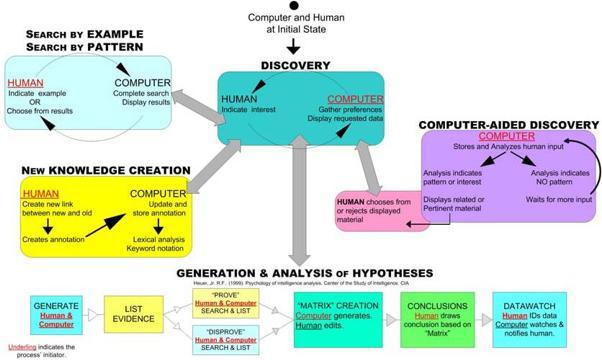 Computer and Human
at Initial State
SEARCH BY EXAMPLE
SEARCH BY PATTERN
HUMAN
Indicate example
OR
Choose from results
COMPUTER
Complete search
Display results
DISCOVERY
HUMAN
Indicate interest
COMPUTER
Gather preferences
Display requested data
COMPUTER-AIDED DISCOVERY
COMPUTER
Stores and Analyzes human input
Analysis indicates
pattern or interest
Analysis indicates
NO pattern
Displays related or
Pertinent material
Waits for more input
HUMAN chooses from
or rejects displayed
material
NEW KNOWLEDGE CREATION
HUMAN
Create new link
between new and old
Creates annotation
COMPUTER
Update and
store annotation
Lexical analysis
Keyword notation
GENERATION & ANALYSIS OF HYPOTHESES
Heuer, Jr. R.F. (1999). Psychology of intelligence analysis. Center of the Study of Intelligence. CIA
GENERATE
Human &
Computer
LIST
EVIDENCE
"PROVE"
Human & Computer
SEARCH & LIST
"DISPROVE"
Human & Computer
SEARCH & LIST
"MATRIX" CREATION
Computer generates.
Human edits.
CONCLUSIONS
Human draws
conclusion based on
"Matrix"
DATAWATCH
Human IDs data
Computer watches &
notifies human.
Underling indicates the
process' initiator.